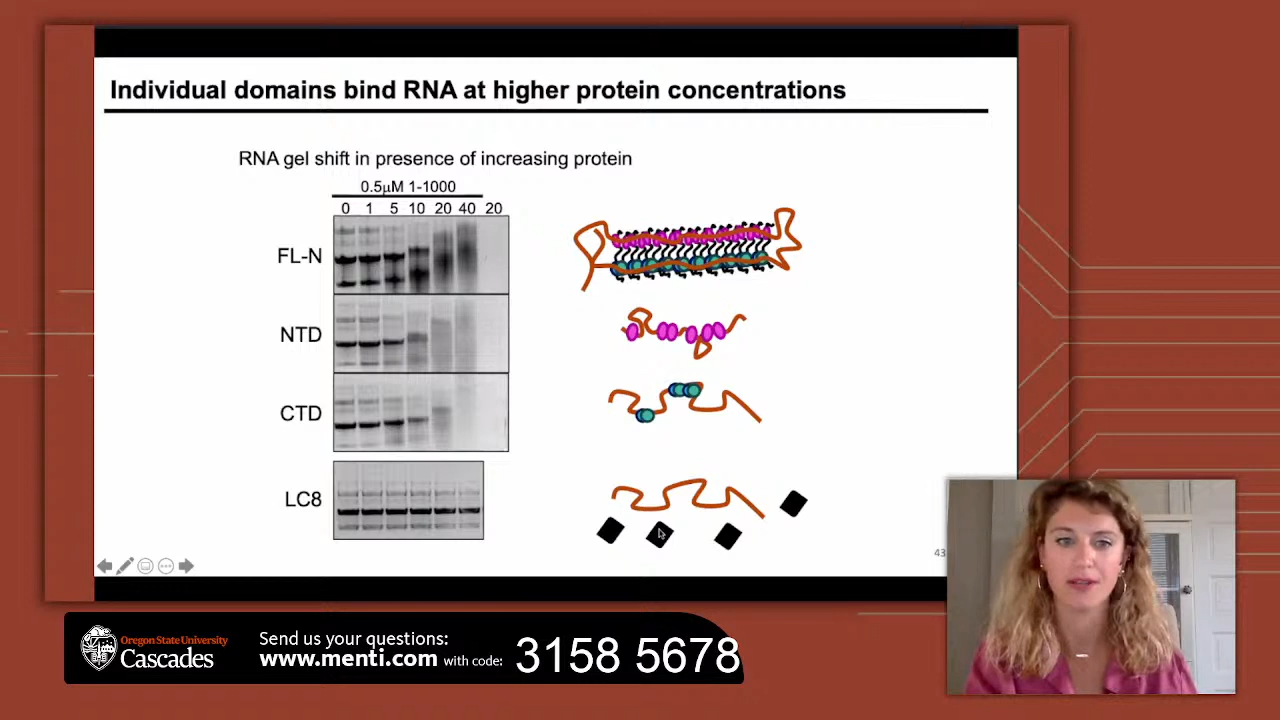 Individual domains bind RNA at higher protein concentrations
RNA gel shift in presence of increasing protein
0.5μM 1-1000
0 1 5 10 20 40 20
FL-N
NTD
CTD
LC8
43
Oregon State University
Cascades
Send us your questions:
www.menti.com with code:
3158 5678